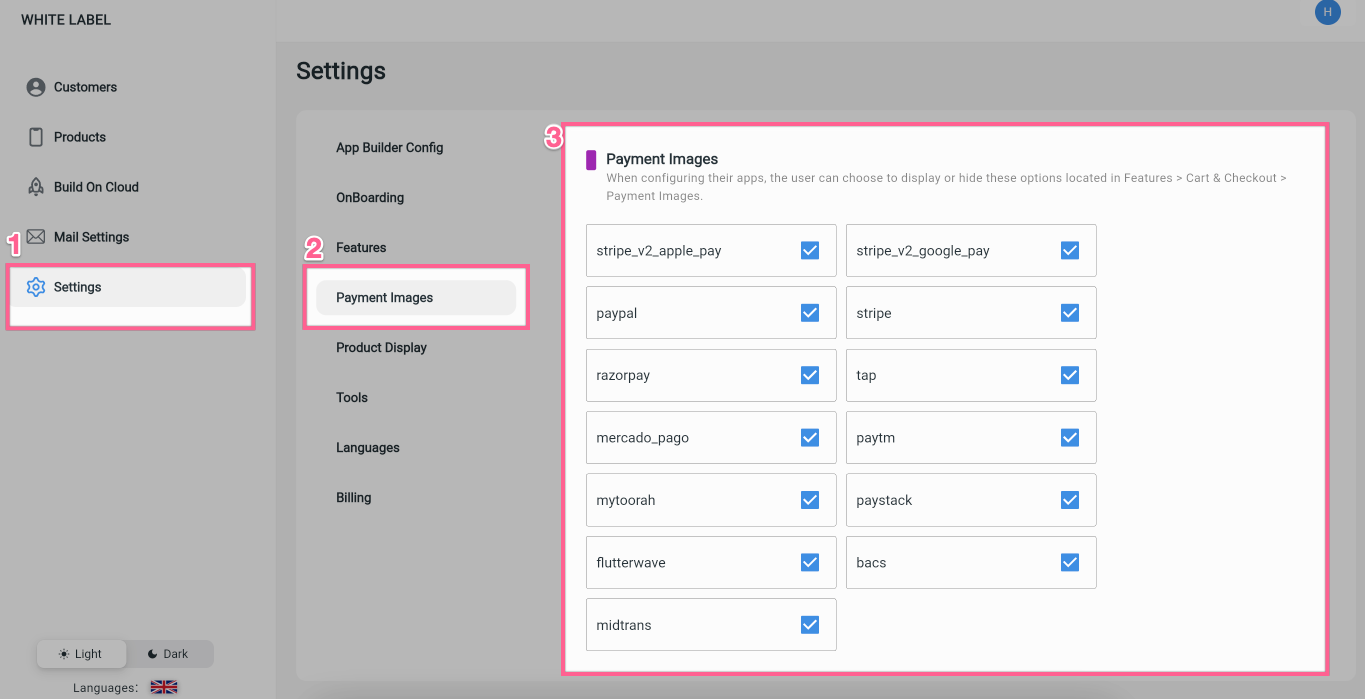 WHITE LABEL
H
Customers
Products
Build On Cloud
Mail Settings
1
Settings
Light
Dark
Languages:
Settings
App Builder Config
OnBoarding
Features
2
Payment Images
Product Display
Tools
Languages
Billing
3
Payment Images
When configuring their apps, the user can choose to display or hide these options located in Features > Cart & Checkout >
Payment Images.
stripe_v2_apple_pay
stripe_v2_google_pay
paypal
stripe
razorpay
tap
mercado_pago
paytm
mytoorah
paystack
flutterwave
bacs
midtrans